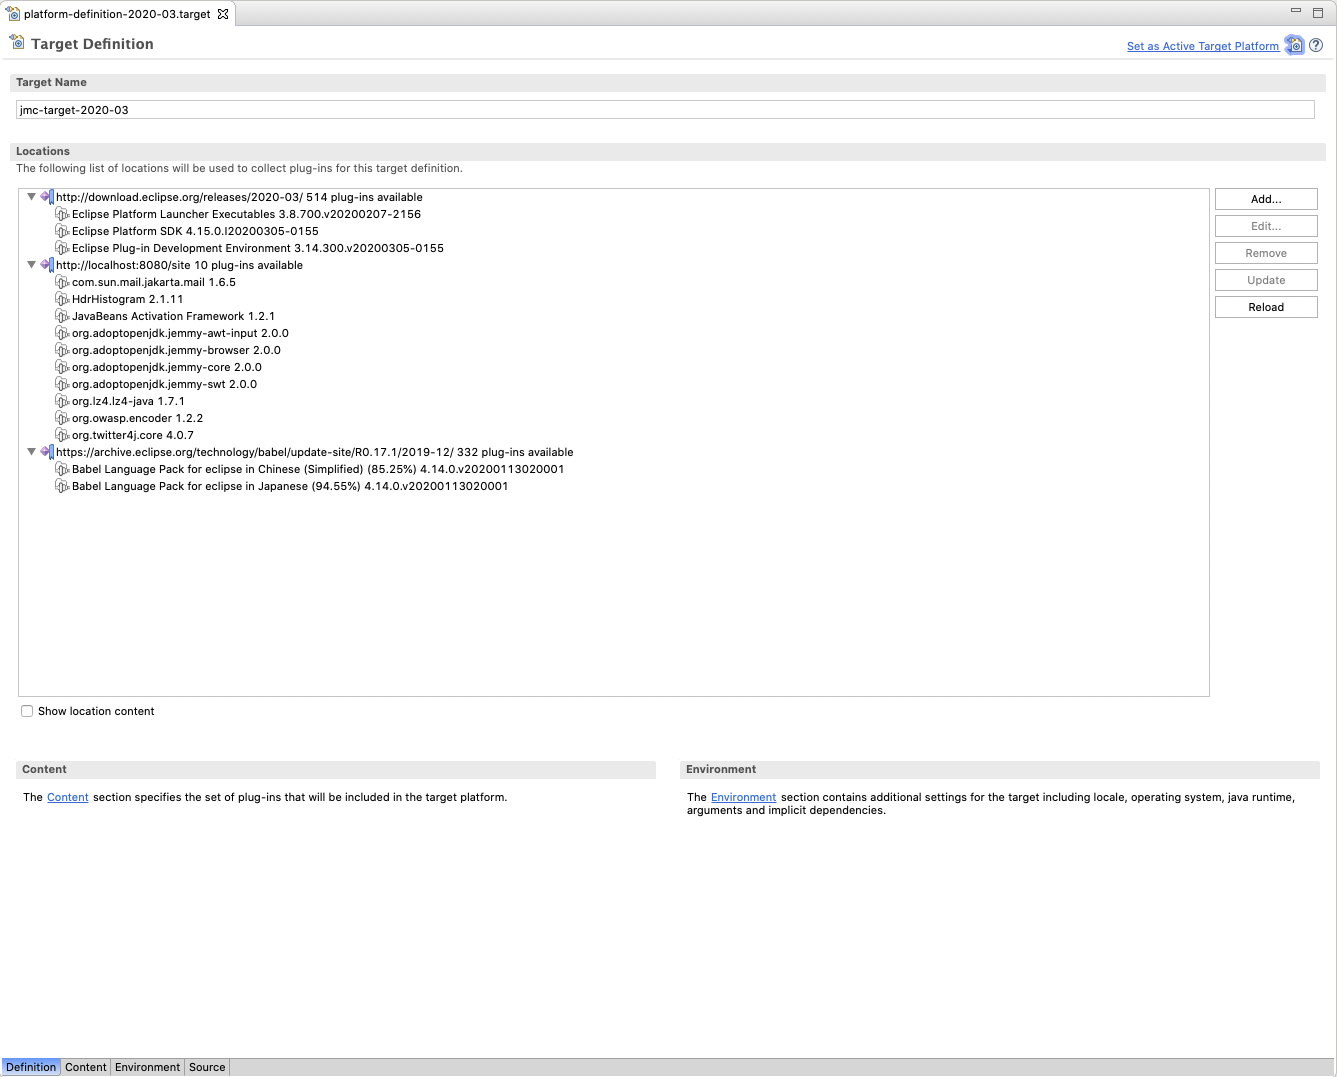 platform-definition-2020-03.target
Target Definition
Set as Active Target Platform
Target Name
jmc-target-2020-03
Locations
The following list of locations will be used to collect plug-ins for this target definition.
http://download.eclipse.org/releases/2020-03/ 514 plug-ins available
Eclipse Platform Launcher Executables 3.8.700.v20200207-2156
Eclipse Platform SDK 4.15.0.I20200305-0155
Eclipse Plug-in Development Environment 3.14.300.v20200305-0155
http://localhost:8080/site 10 plug-ins available
com.sun.mail.jakarta.mail 1.6.5
HdrHistogram 2.1.11
JavaBeans Activation Framework 1.2.1
org.adoptopenjdk.jemmy-awt-input 2.0.0
org.adoptopenjdk.jemmy-browser 2.0.0
org.adoptopenjdk.jemmy-core 2.0.0
org.adoptopenjdk.jemmy-swt 2.0.0
org.lz4.lz4-java 1.7.1
org.owasp.encoder 1.2.2
org.twitter4j.core 4.0.7
https://archive.eclipse.org/technology/babel/update-site/R0.17.1/2019-12/ 332 plug-ins available
Babel Language Pack for eclipse in Chinese (Simplified) (85.25%) 4.14.0.v20200113020001
Babel Language Pack for eclipse in Japanese (94.55%) 4.14.0.v20200113020001
Add...
Edit...
Remove
Update
Reload
Show location content
Content
The Content section specifies the set of plug-ins that will be included in the target platform.
Environment
The Environment section contains additional settings for the target including locale, operating system, java runtime,
arguments and implicit dependencies.
Definition Content Environment Source